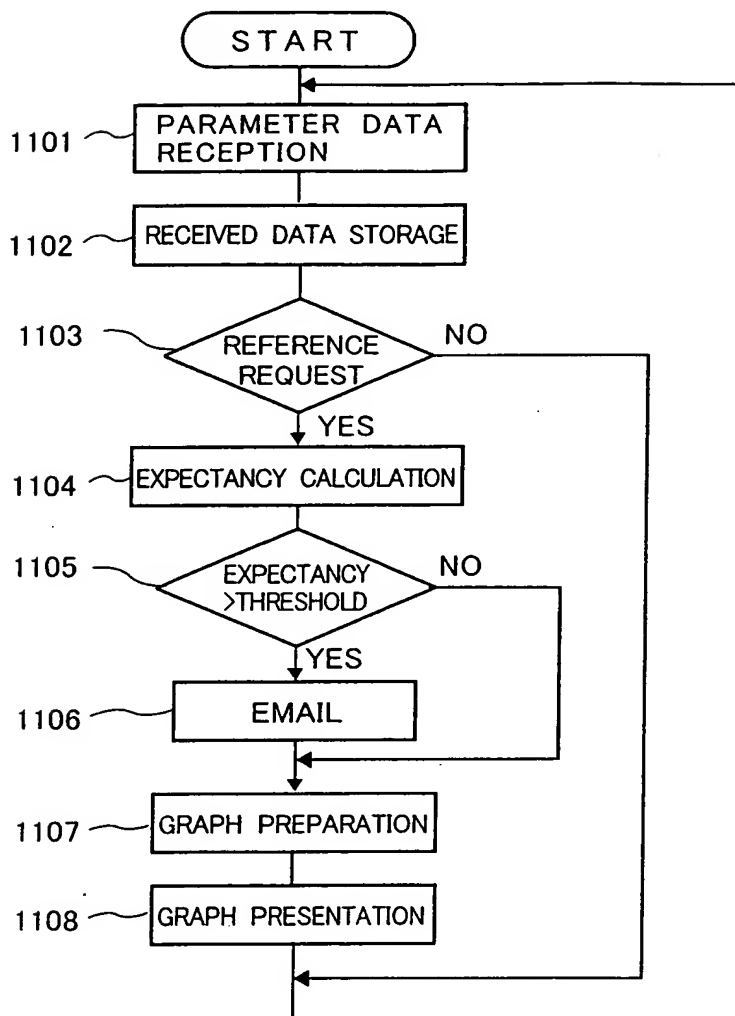 START
1101
PARAMETER DATA
RECEPTION
1102
RECEIVED DATA STORAGE
1103
REFERENCE
REQUEST
NO
YES
1104
EXPECTANCY CALCULATION
1105
EXPECTANCY
>THRESHOLD
NO
YES
1106
EMAIL
1107
GRAPH PREPARATION
1108
GRAPH PRESENTATION